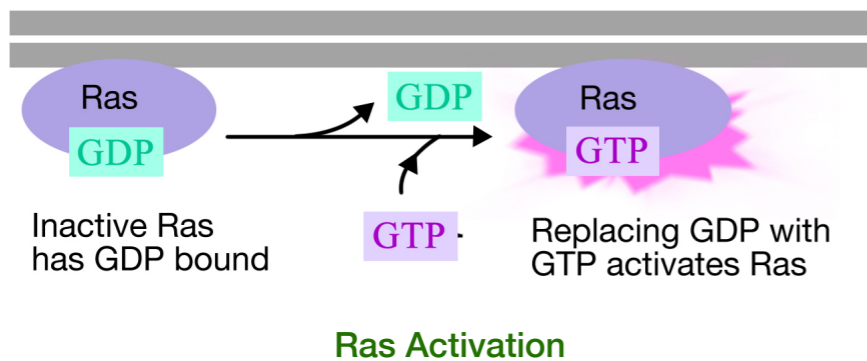 Ras
GDP
GDP
GTP
Ras
GTP
Inactive Ras
has GDP bound
Replacing GDP with
GTP activates Ras
Ras Activation